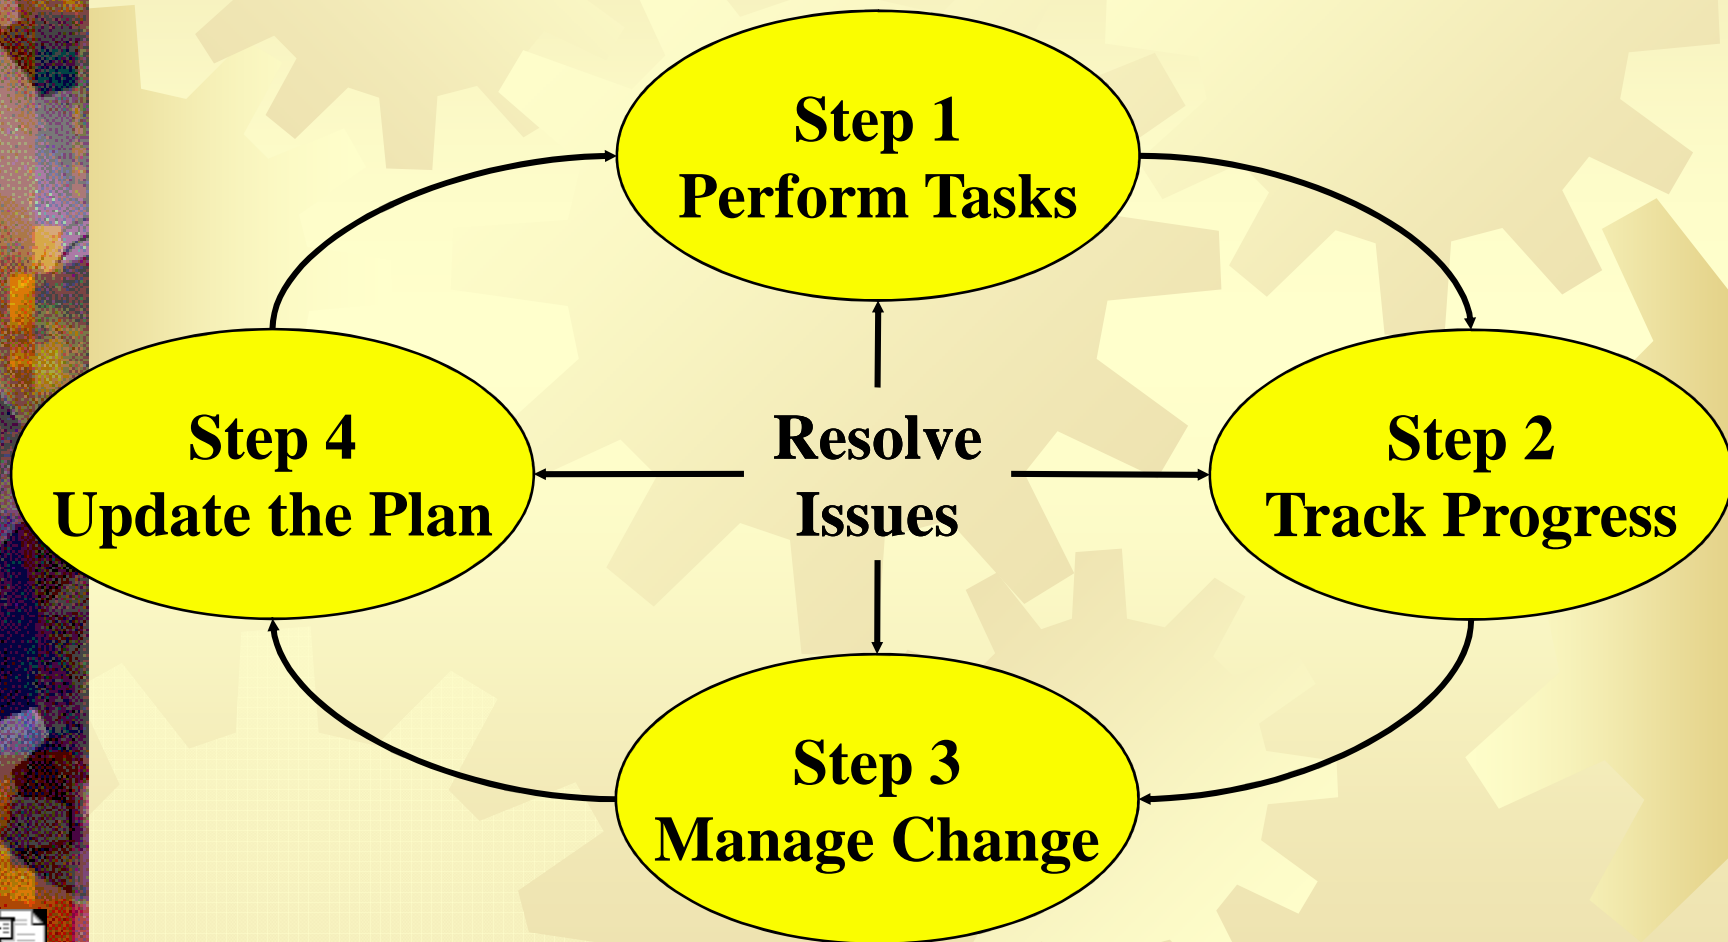 Step 1
Perform Tasks
Step 4
Update the Plan
Resolve
Issues
Step 2
Track Progress
Step 3
Manage Change